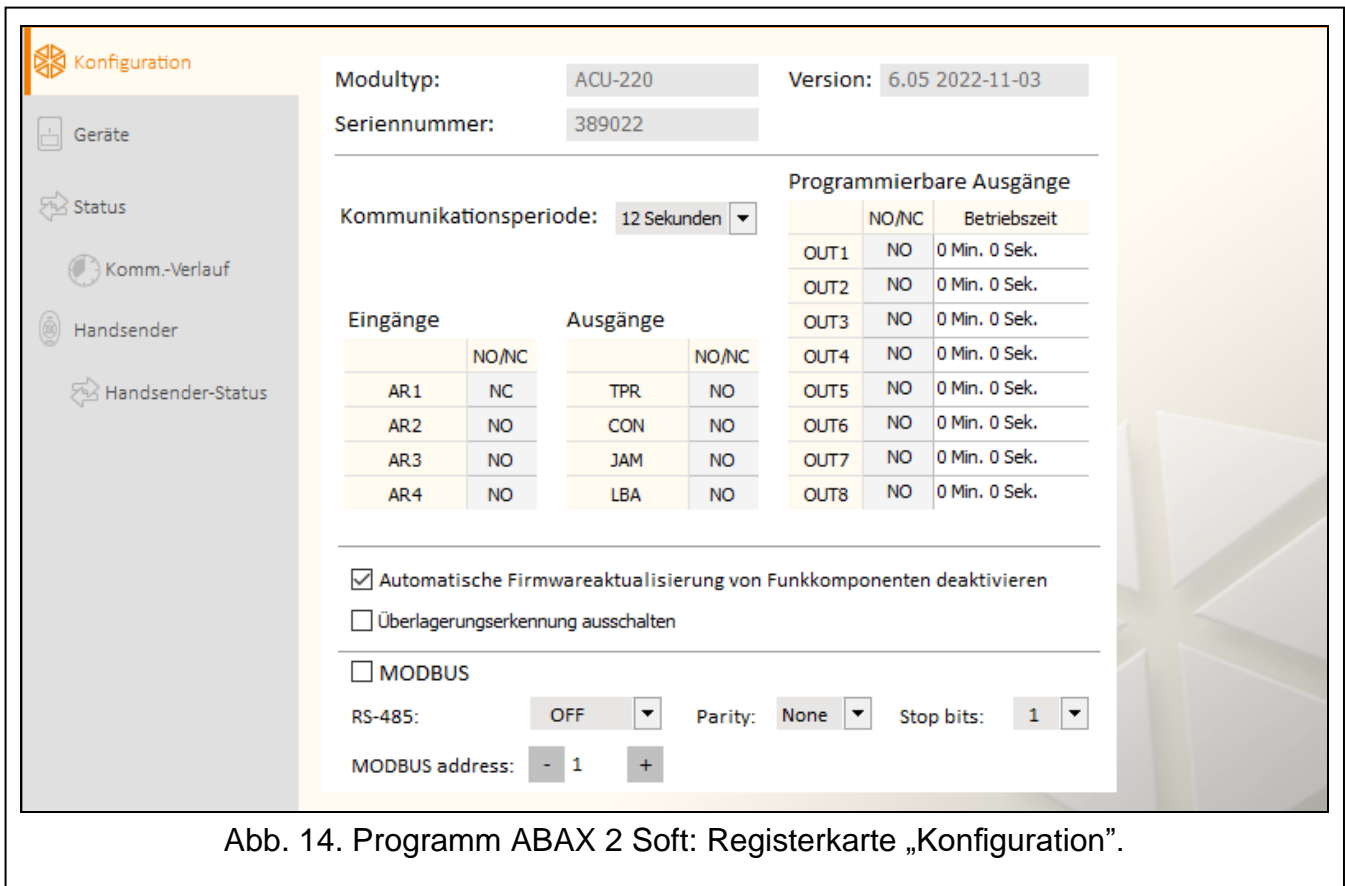 Konfiguration
Geräte
Status
Komm.-Verlauf
Handsender
Handsender-Status
Modultyp: ACU-220 Version: 6.05 2022-11-03
Seriennummer: 389022
Kommunikationsperiode: 12 Sekunden
Eingänge
NO/NC
AR1 NC
AR2 NO
AR3 NO
AR4 NO
Ausgänge
NO/NC
TPR NO
CON NO
JAM NO
LBA NO
Programmierbare Ausgänge
NO/NC Betriebszeit
OUT1 NO 0 Min. 0 Sek.
OUT2 NO 0 Min. 0 Sek.
OUT3 NO 0 Min. 0 Sek.
OUT4 NO 0 Min. 0 Sek.
OUT5 NO 0 Min. 0 Sek.
OUT6 NO 0 Min. 0 Sek.
OUT7 NO 0 Min. 0 Sek.
OUT8 NO 0 Min. 0 Sek.
Automatische Firmwareaktualisierung von Funkkomponenten deaktivieren
Überlagerungserkennung ausschalten
MODBUS
RS-485: OFF Parity: None Stop bits: 1
MODBUS address: - 1 +
Abb. 14. Programm ABAX 2 Soft: Registerkarte „Konfiguration”.